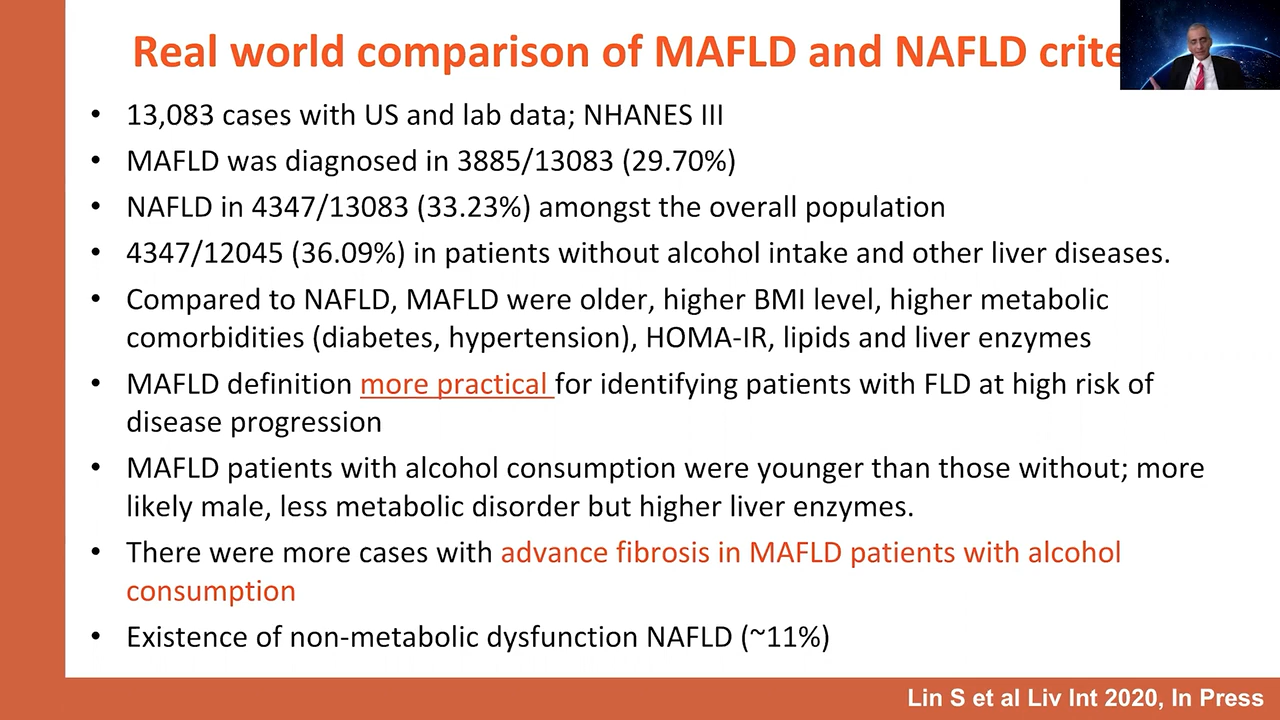 Real world comparison of MAFLD and NAFLD crite
• 13,083 cases with US and lab data; NHANES III
• MAFLD was diagnosed in 3885/13083 (29.70%)
• NAFLD in 4347/13083 (33.23%) amongst the overall population
• 4347/12045 (36.09%) in patients without alcohol intake and other liver diseases.
• Compared to NAFLD, MAFLD were older, higher BMI level, higher metabolic
comorbidities (diabetes, hypertension), HOMA-IR, lipids and liver enzymes
• MAFLD definition more practical for identifying patients with FLD at high risk of
disease progression
• MAFLD patients with alcohol consumption were younger than those without; more
likely male, less metabolic disorder but higher liver enzymes.
• There were more cases with advance fibrosis in MAFLD patients with alcohol
consumption
• Existence of non-metabolic dysfunction NAFLD (~11%)
Lin S et al Liv Int 2020, In Press